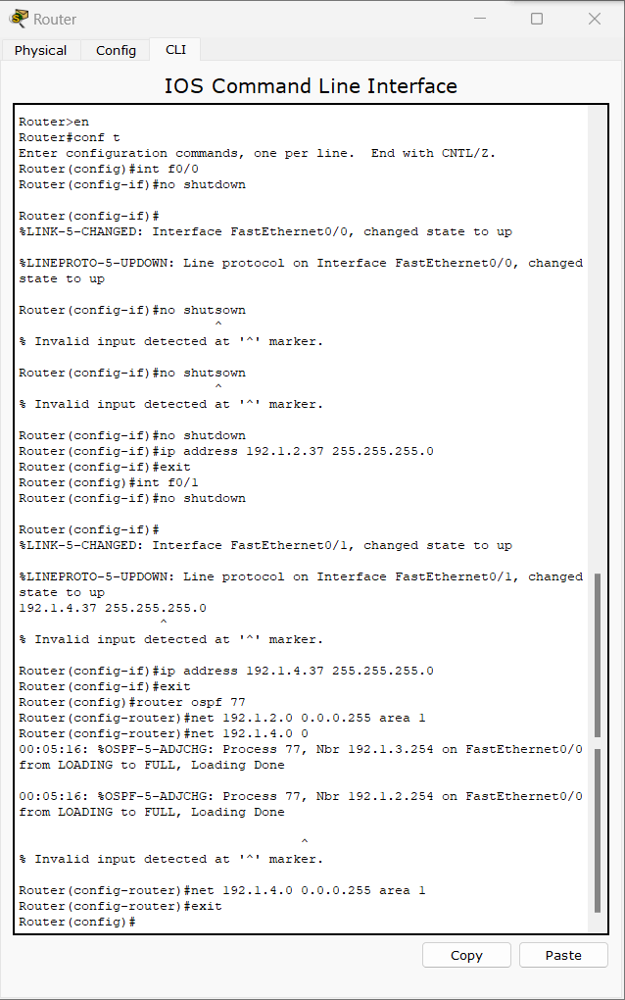 Router
Physical
Config
CLI
IOS Command Line Interface
Router>en
Router#conf t
Enter configuration commands, one per line.  End with CNTL/Z.
Router(config)#int f0/0
Router(config-if)#no shutdown
Router(config-if)#
%LINK-5-CHANGED: Interface FastEthernet0/0, changed state to up
%LINEPROTO-5-UPDOWN: Line protocol on Interface FastEthernet0/0, changed
state to up
Router(config-if)#no shutsown
^
% Invalid input detected at '^' marker.
Router(config-if)#no shutsown
^
% Invalid input detected at '^' marker.
Router(config-if)#no shutdown
Router(config-if)#ip address 192.1.2.37 255.255.255.0
Router(config-if)#exit
Router(config)#int f0/1
Router(config-if)#no shutdown
Router(config-if)#
%LINK-5-CHANGED: Interface FastEthernet0/1, changed state to up
%LINEPROTO-5-UPDOWN: Line protocol on Interface FastEthernet0/1, changed
state to up
192.1.4.37 255.255.255.0
^
% Invalid input detected at '^' marker.
Router(config-if)#ip address 192.1.4.37 255.255.255.0
Router(config-if)#exit
Router(config)#router ospf 77
Router(config-router)#net 192.1.2.0 0.0.0.255 area 1
Router(config-router)#net 192.1.4.0 0
00:05:16: %OSPF-5-ADJCHG: Process 77, Nbr 192.1.3.254 on FastEthernet0/0
from LOADING to FULL, Loading Done
00:05:16: %OSPF-5-ADJCHG: Process 77, Nbr 192.1.2.254 on FastEthernet0/0
from LOADING to FULL, Loading Done
^
% Invalid input detected at '^' marker.
Router(config-router)#net 192.1.4.0 0.0.0.255 area 1
Router(config-router)#exit
Router(config)#
Copy
Paste